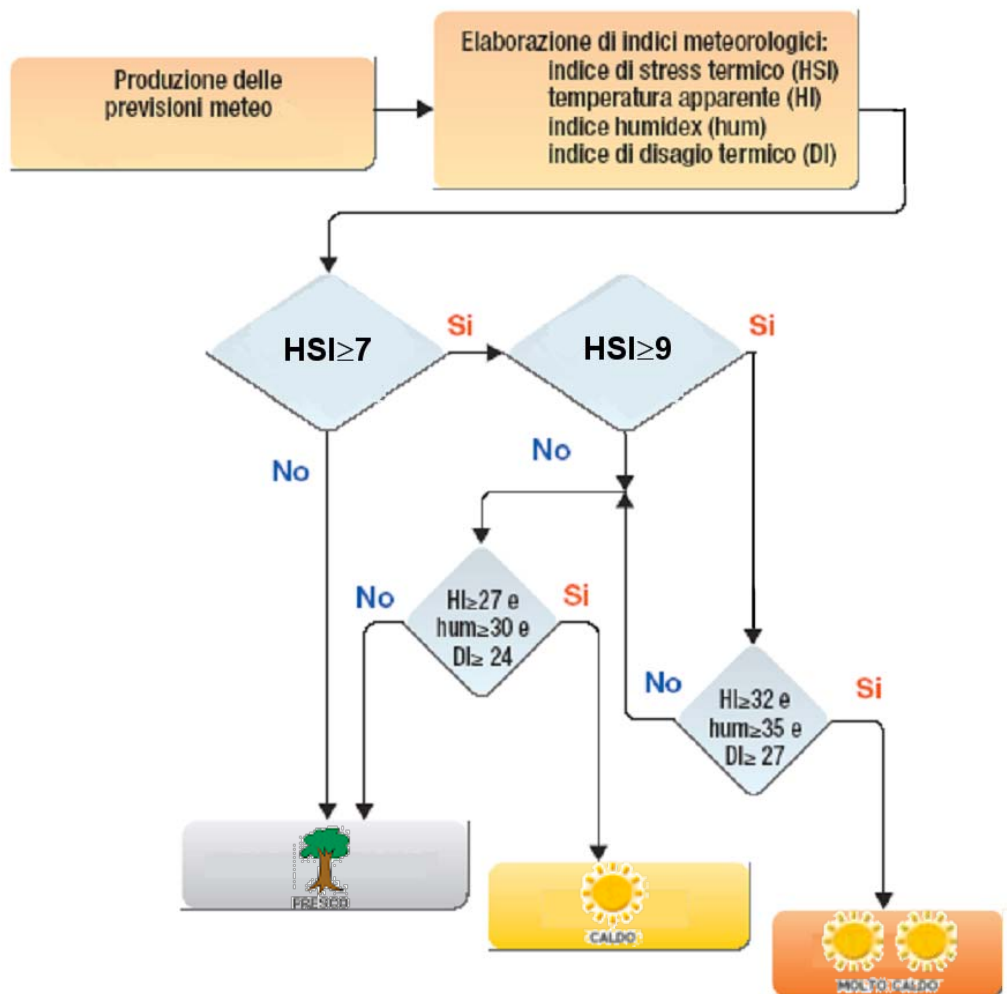 Produzione delle
previsioni meteo
Elaborazione di indici meteorologici:
indice di stress termico (HSI)
temperatura apparente (HI)
indice humidex (hum)
indice di disagio termico (DI)
HSI≥7
Si
HSI≥9
Si
No
No
HI≥27 e
hum≥30 e
DI≥ 24
No
Si
HI≥32 e
hum≥35 e
DI≥ 27
No
Si
FRESCO
CALDO
MOLTO CALDO